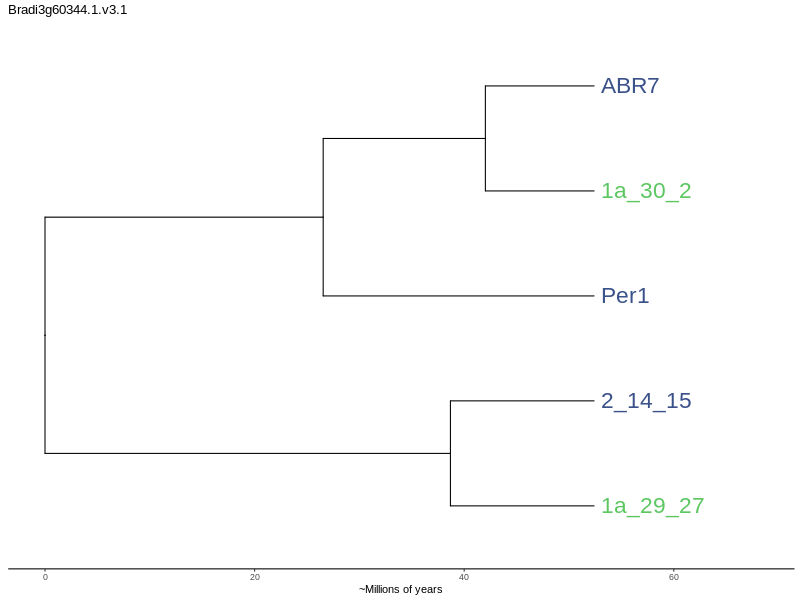 Bradi3g60344.1.v3.1
ABR7
1a_30_2
Per1
2_14_15
1a_29_27
0 20 40 60
~Millions of years